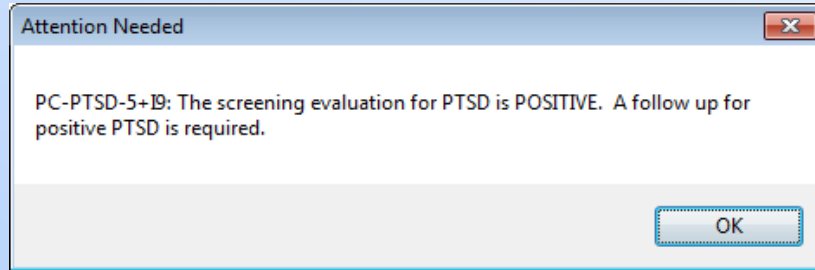 Attention Needed
PC-PTSD-5+I9: The screening evaluation for PTSD is POSITIVE.  A follow up for
positive PTSD is required.
OK